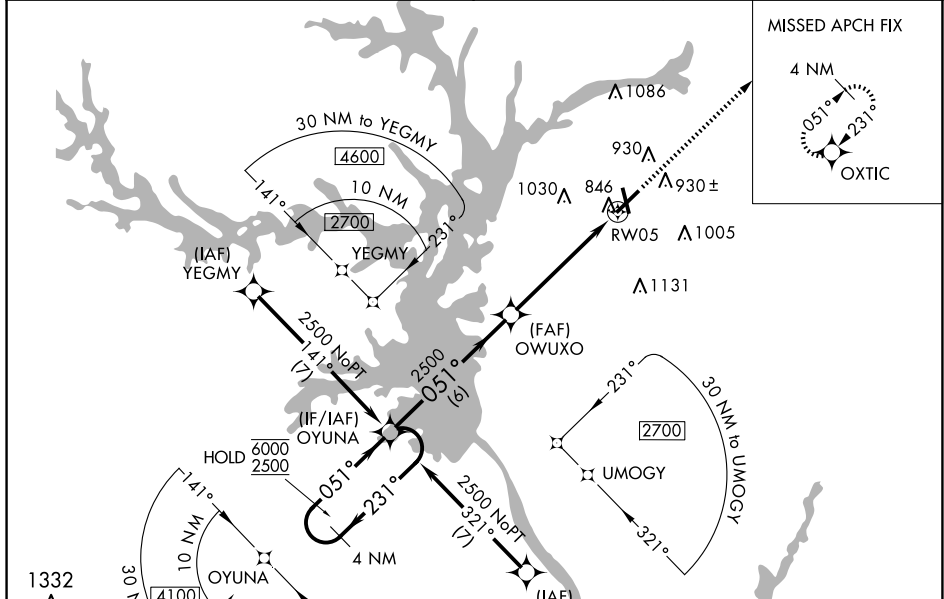 MISSED APCH FIX
4 NM
051°
231°
OXTIC
1086
930
930±
1030
846
RW05
1005
1131
30 NM to YEGMY
4600
141°
10 NM
2700
231°
YEGMY
(IAF)
YEGMY
2500 NoPT
141°
(7)
(FAF)
OWUXO
2500
051°
(6)
(IF/IAF)
OYUNA
HOLD
6000
2500
051°
231°
4 NM
2500 NoPT
321°
(7)
(IAF)
231°
30 NM to UMOGY
2700
UMOGY
321°
141°
10 NM
30 N
OYUNA
4100
1332